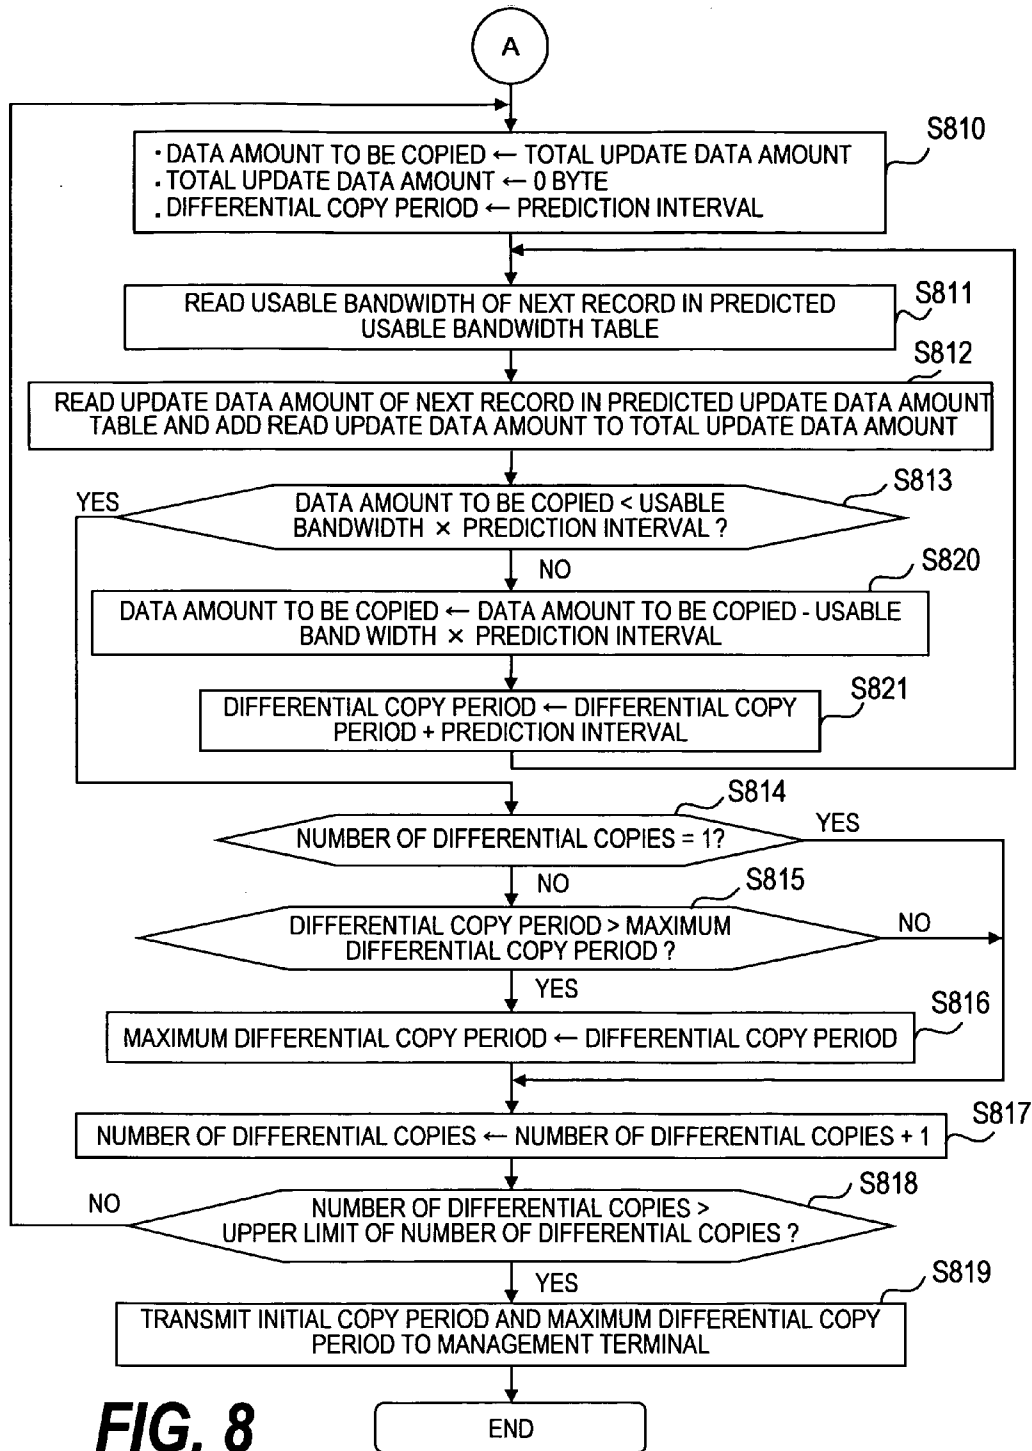 A
S810
· DATA AMOUNT TO BE COPIED ← TOTAL UPDATE DATA AMOUNT
· TOTAL UPDATE DATA AMOUNT ← 0 BYTE
· DIFFERENTIAL COPY PERIOD ← PREDICTION INTERVAL
S811
READ USABLE BANDWIDTH OF NEXT RECORD IN PREDICTED
USABLE BANDWIDTH TABLE
S812
READ UPDATE DATA AMOUNT OF NEXT RECORD IN PREDICTED UPDATE DATA AMOUNT
TABLE AND ADD READ UPDATE DATA AMOUNT TO TOTAL UPDATE DATA AMOUNT
S813
YES
DATA AMOUNT TO BE COPIED < USABLE
BANDWIDTH × PREDICTION INTERVAL ?
NO
S820
DATA AMOUNT TO BE COPIED ← DATA AMOUNT TO BE COPIED - USABLE
BAND WIDTH × PREDICTION INTERVAL
S821
DIFFERENTIAL COPY PERIOD ← DIFFERENTIAL COPY
PERIOD + PREDICTION INTERVAL
S814
NUMBER OF DIFFERENTIAL COPIES = 1?
YES
NO
S815
DIFFERENTIAL COPY PERIOD > MAXIMUM
DIFFERENTIAL COPY PERIOD ?
NO
YES
S816
MAXIMUM DIFFERENTIAL COPY PERIOD ← DIFFERENTIAL COPY PERIOD
S817
NUMBER OF DIFFERENTIAL COPIES ← NUMBER OF DIFFERENTIAL COPIES + 1
S818
NO
NUMBER OF DIFFERENTIAL COPIES >
UPPER LIMIT OF NUMBER OF DIFFERENTIAL COPIES ?
YES
S819
TRANSMIT INITIAL COPY PERIOD AND MAXIMUM DIFFERENTIAL COPY
PERIOD TO MANAGEMENT TERMINAL
END
FIG. 8